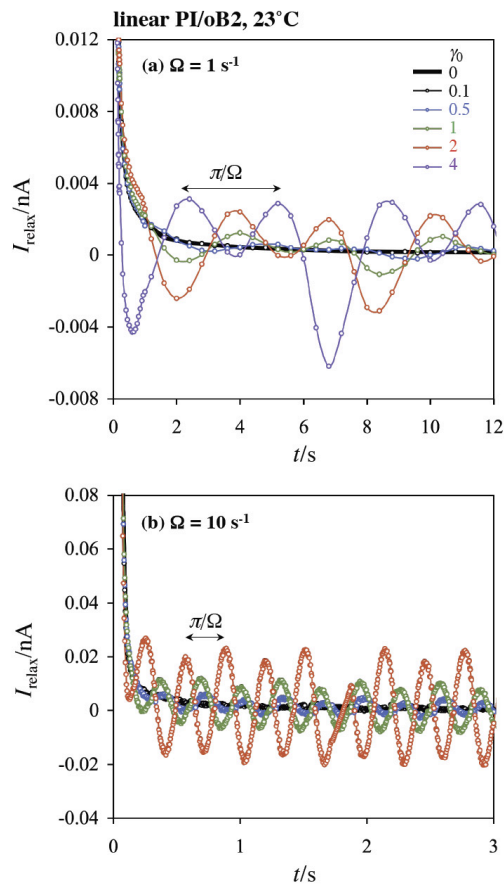 linear PI/oB2, 23°C
0.012
(a) Ω = 1 s⁻¹
γ₀
0
0.1
0.5
1
2
4
0.008
π/Ω
0.004
0
-0.004
-0.008
I_relax/nA
0 2 4 6 8 10 12
t/s
0.08
(b) Ω = 10 s⁻¹
0.06
0.04
π/Ω
0.02
0
-0.02
-0.04
I_relax/nA
0 1 2 3
t/s